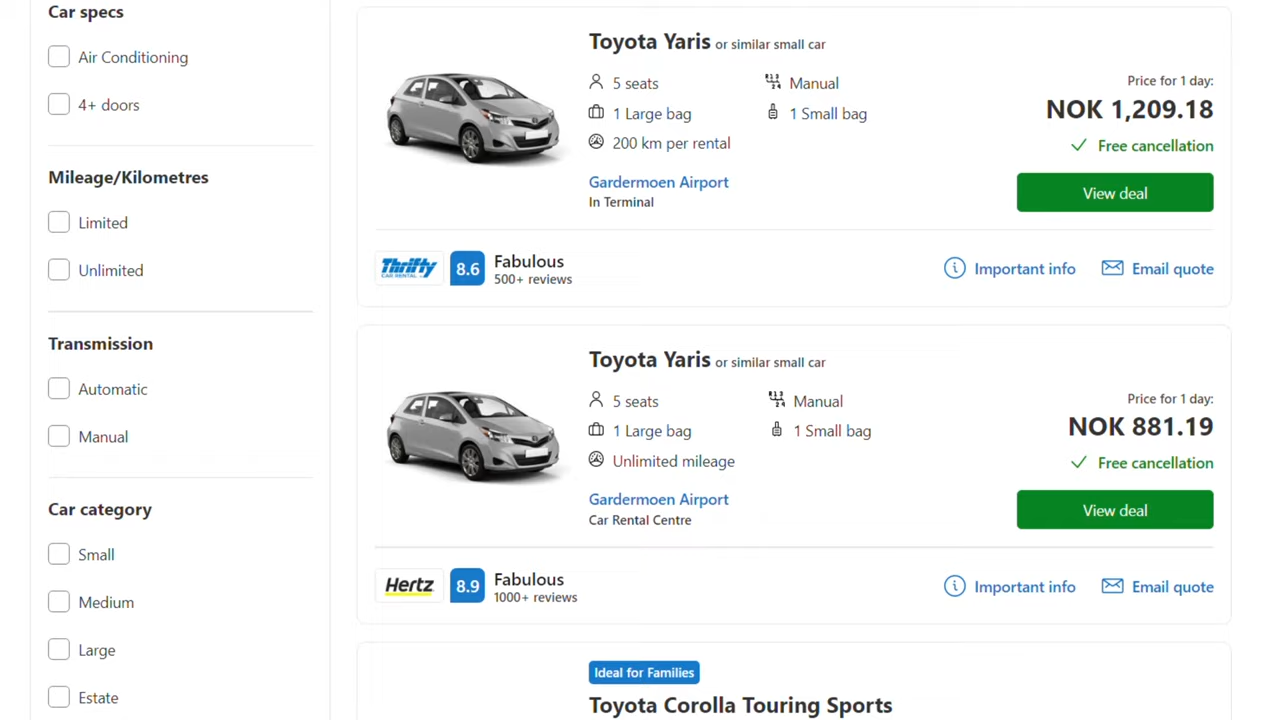 Car specs
Air Conditioning
4+ doors
Mileage/Kilometres
Limited
Unlimited
Transmission
Automatic
Manual
Car category
Small
Medium
Large
Estate
Toyota Yaris or similar small car
5 seats
Manual
1 Large bag
1 Small bag
200 km per rental
Gardermoen Airport
In Terminal
Price for 1 day:
NOK 1,209.18
Free cancellation
View deal
Thrifty
CAR RENTAL
8.6
Fabulous
500+ reviews
Important info
Email quote
Toyota Yaris or similar small car
5 seats
Manual
1 Large bag
1 Small bag
Unlimited mileage
Gardermoen Airport
Car Rental Centre
Price for 1 day:
NOK 881.19
Free cancellation
View deal
Hertz
8.9
Fabulous
1000+ reviews
Important info
Email quote
Ideal for Families
Toyota Corolla Touring Sports